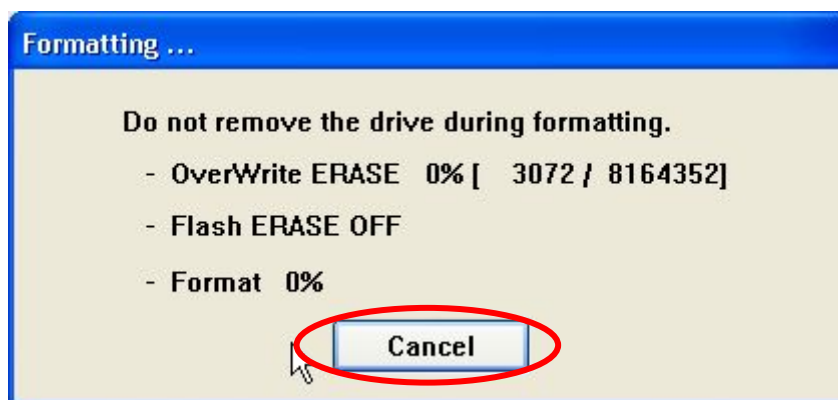 Formatting ...
Do not remove the drive during formatting.
- OverWrite ERASE 0% [ 3072 / 8164352]
- Flash ERASE OFF
- Format 0%
Cancel